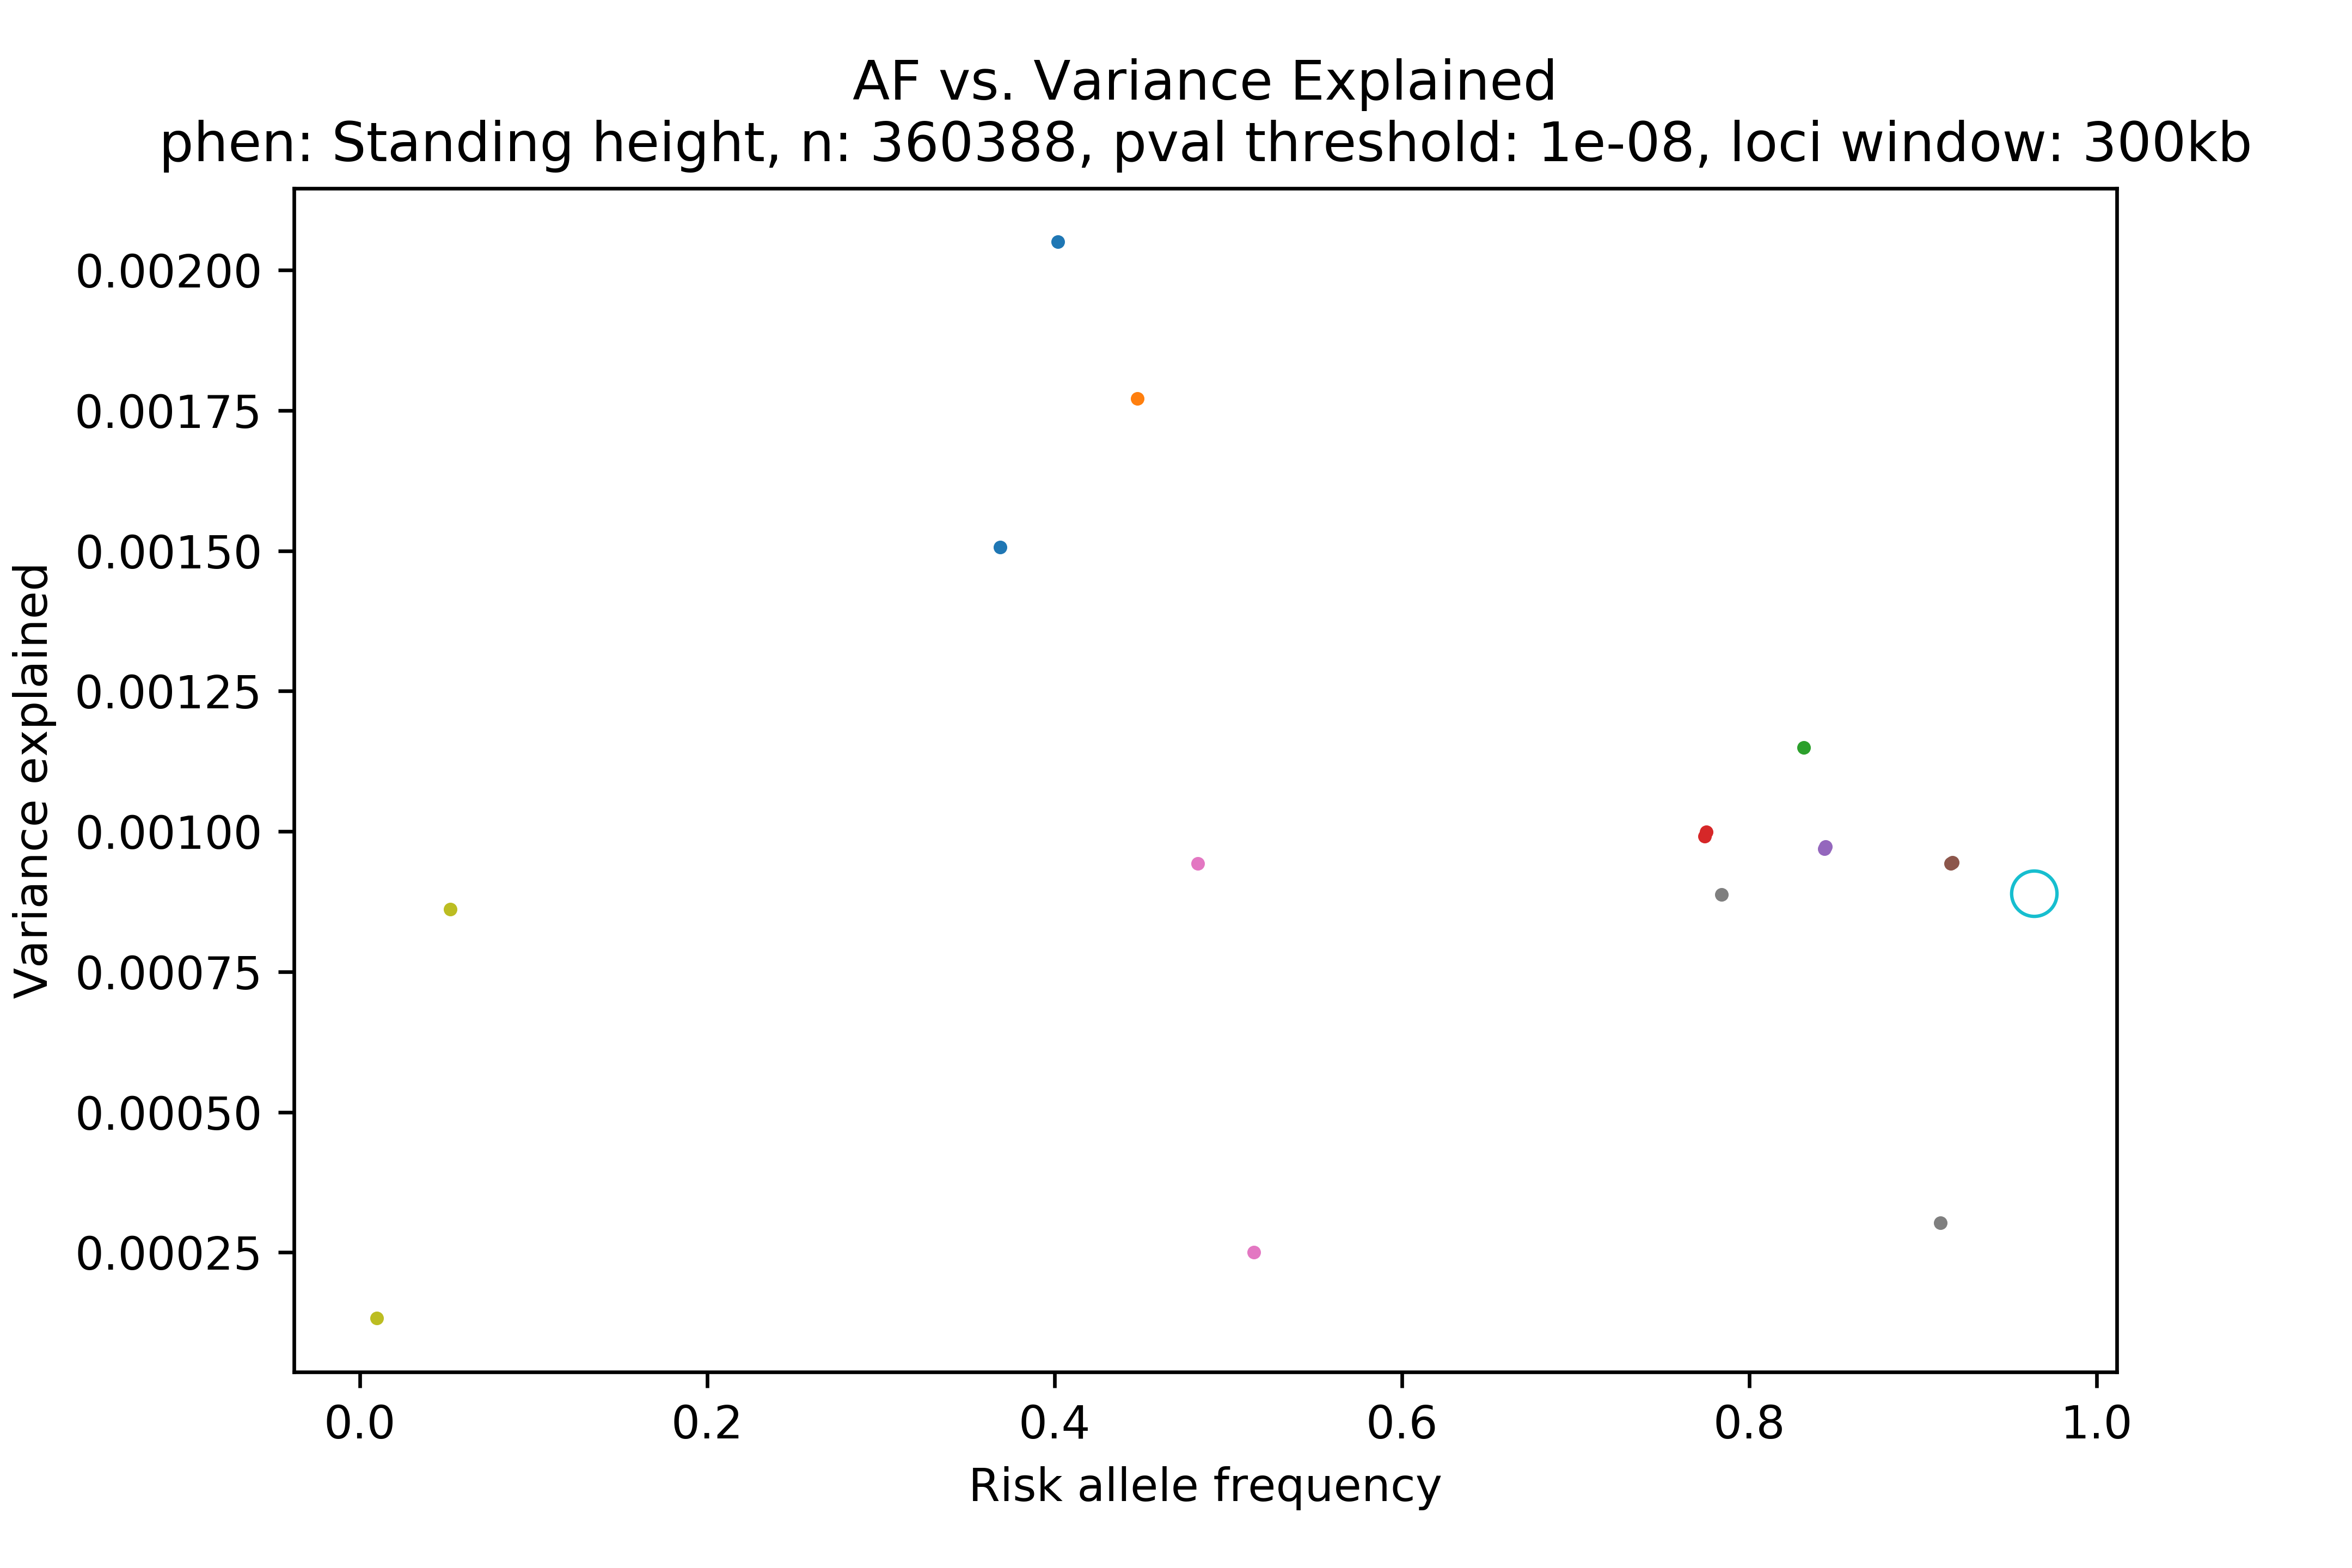 AF vs. Variance Explained
phen: Standing height, n: 360388, pval threshold: 1e-08, loci window: 300kb
Variance explained
0.00200
0.00175
0.00150
0.00125
0.00100
0.00075
0.00050
0.00025
0.0 0.2 0.4 0.6 0.8 1.0
Risk allele frequency